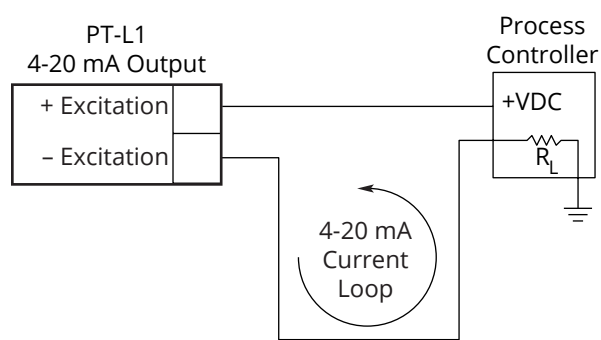 PT-L1
4-20 mA Output
+ Excitation
– Excitation
Process
Controller
+VDC
RL
4-20 mA
Current
Loop